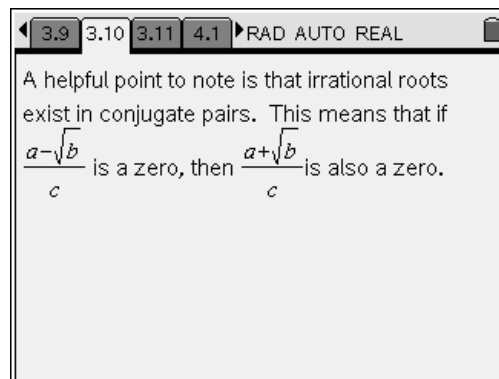 3.9 3.10 3.11 4.1 RAD AUTO REAL
A helpful point to note is that irrational roots
exist in conjugate pairs. This means that if
(a-√b)/c is a zero, then (a+√b)/c is also a zero.